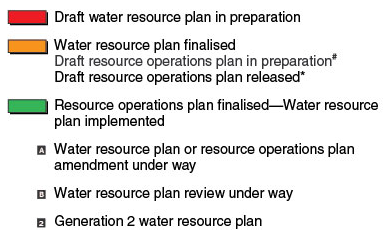 Draft water resource plan in preparation
Water resource plan finalised
Draft resource operations plan in preparation#
Draft resource operations plan released*
Resource operations plan finalised—Water resource
plan implemented
A Water resource plan or resource operations plan
amendment under way
B Water resource plan review under way
2 Generation 2 water resource plan